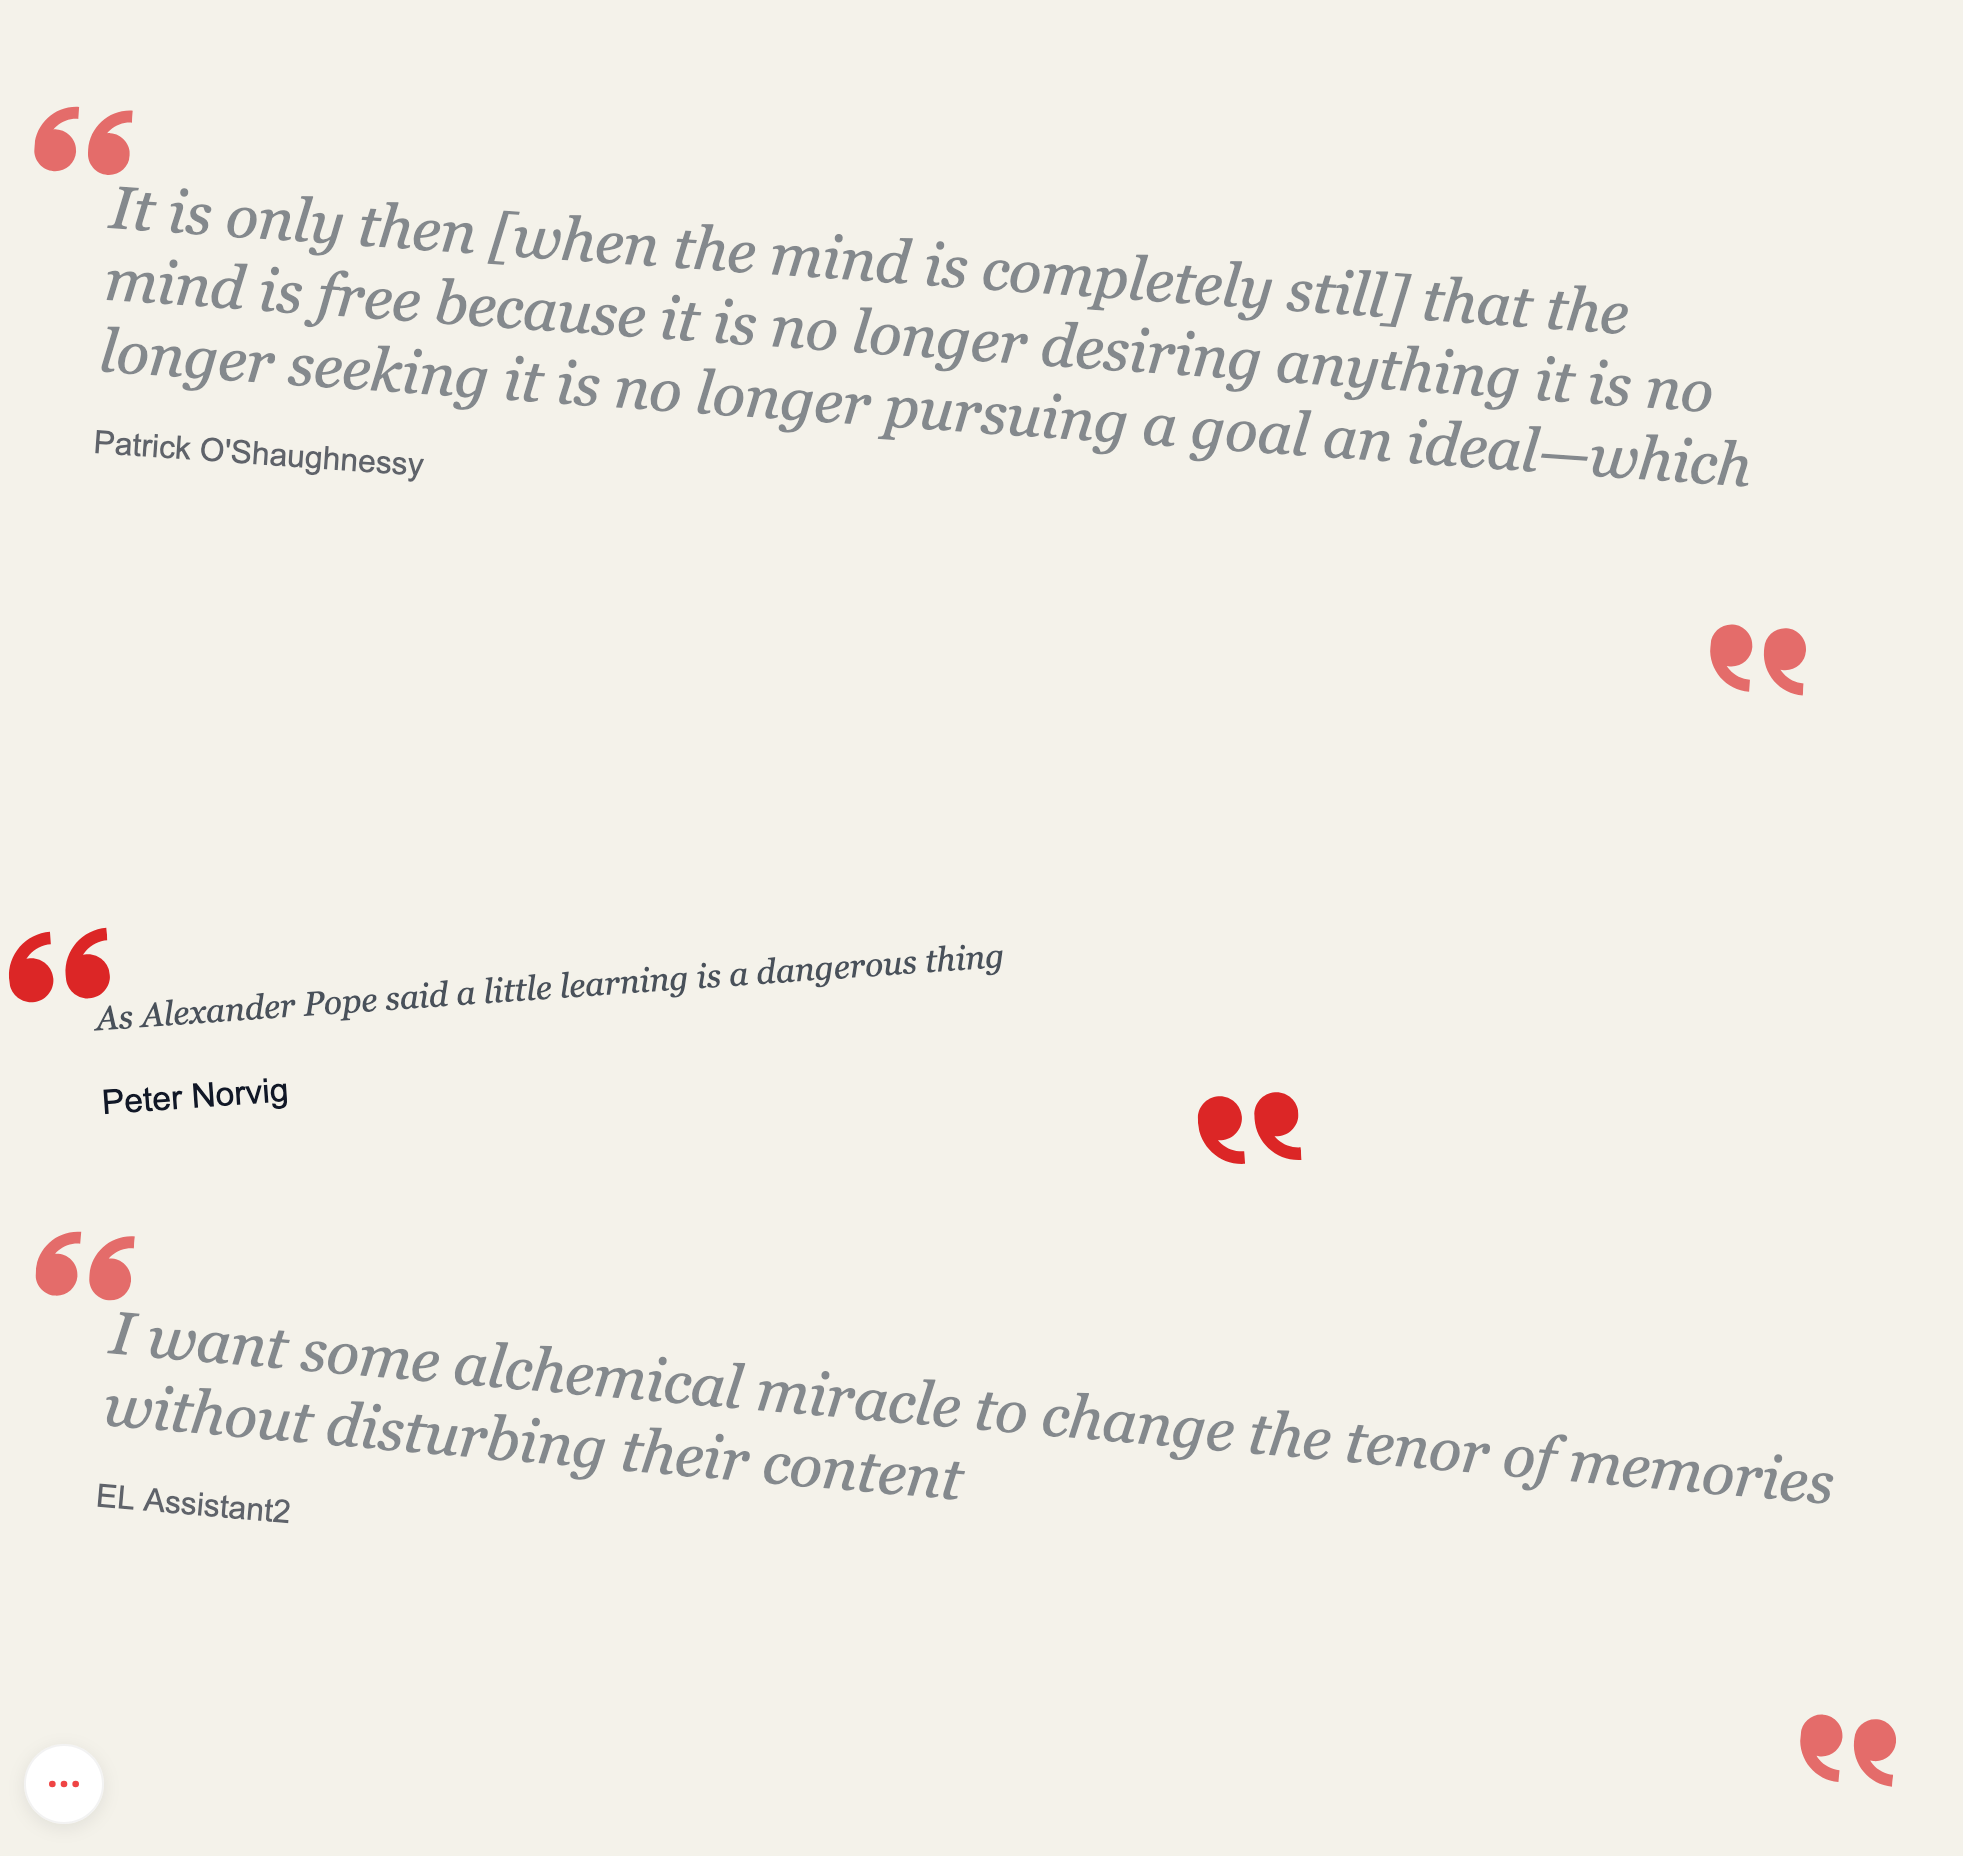 It is only then [when the mind is completely still] that the
mind is free because it is no longer desiring anything it is no
longer seeking it is no longer pursuing a goal an ideal—which
Patrick O'Shaughnessy
As Alexander Pope said a little learning is a dangerous thing
Peter Norvig
I want some alchemical miracle to change the tenor of memories
without disturbing their content
EL Assistant2